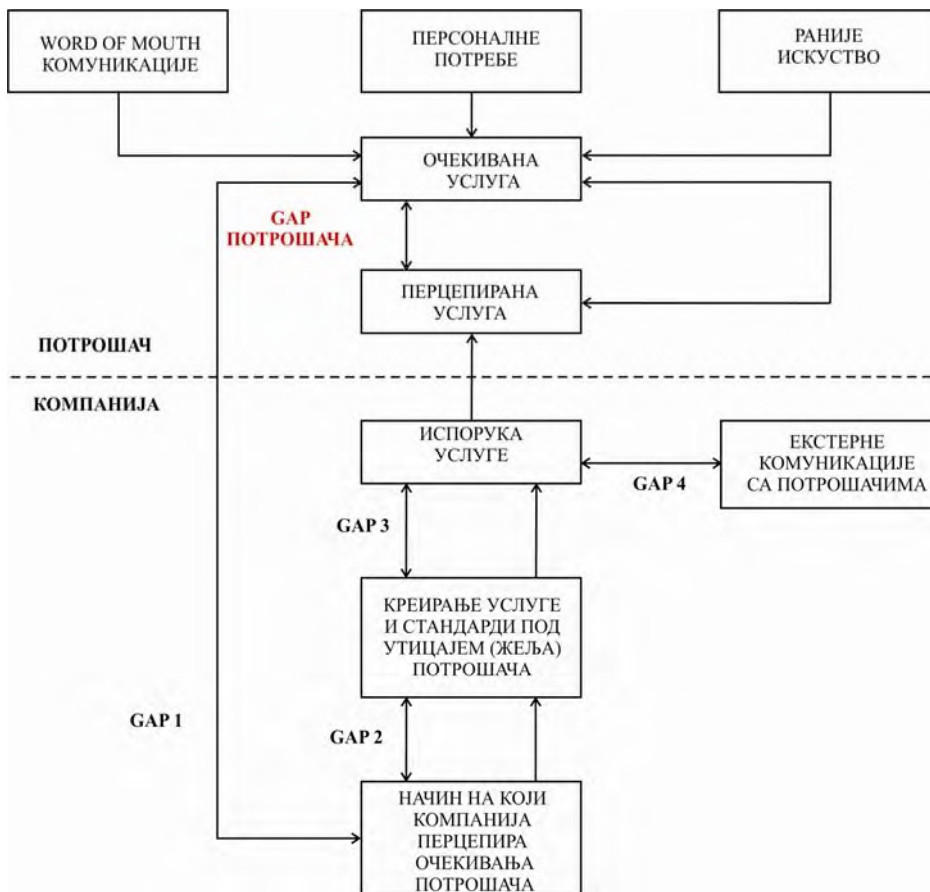 WORD OF MOUTH
КОМУНИКАЦИЈЕ
ПЕРСОНАЛНЕ
ПОТРЕБЕ
РАНИЈЕ
ИСКУСТВО
ОЧЕКИВАНА
УСЛУГА
GAP
ПОТРОШАЧА
ПЕРЦЕПИРАНА
УСЛУГА
ПОТРОШАЧ
КОМПАНИЈА
ИСПОРУКА
УСЛУГЕ
ЕКСТЕРНЕ
КОМУНИКАЦИЈЕ
СА ПОТРОШАЧИМА
GAP 4
GAP 3
КРЕИРАЊЕ УСЛУГЕ
И СТАНДАРДИ ПОД
УТИЦАЈЕМ (ЖЕЉА)
ПОТРОШАЧА
GAP 1
GAP 2
НАЧИН НА КОЈИ
КОМПАНИЈА
ПЕРЦЕПИРА
ОЧЕКИВАЊА
ПОТРОШАЧА